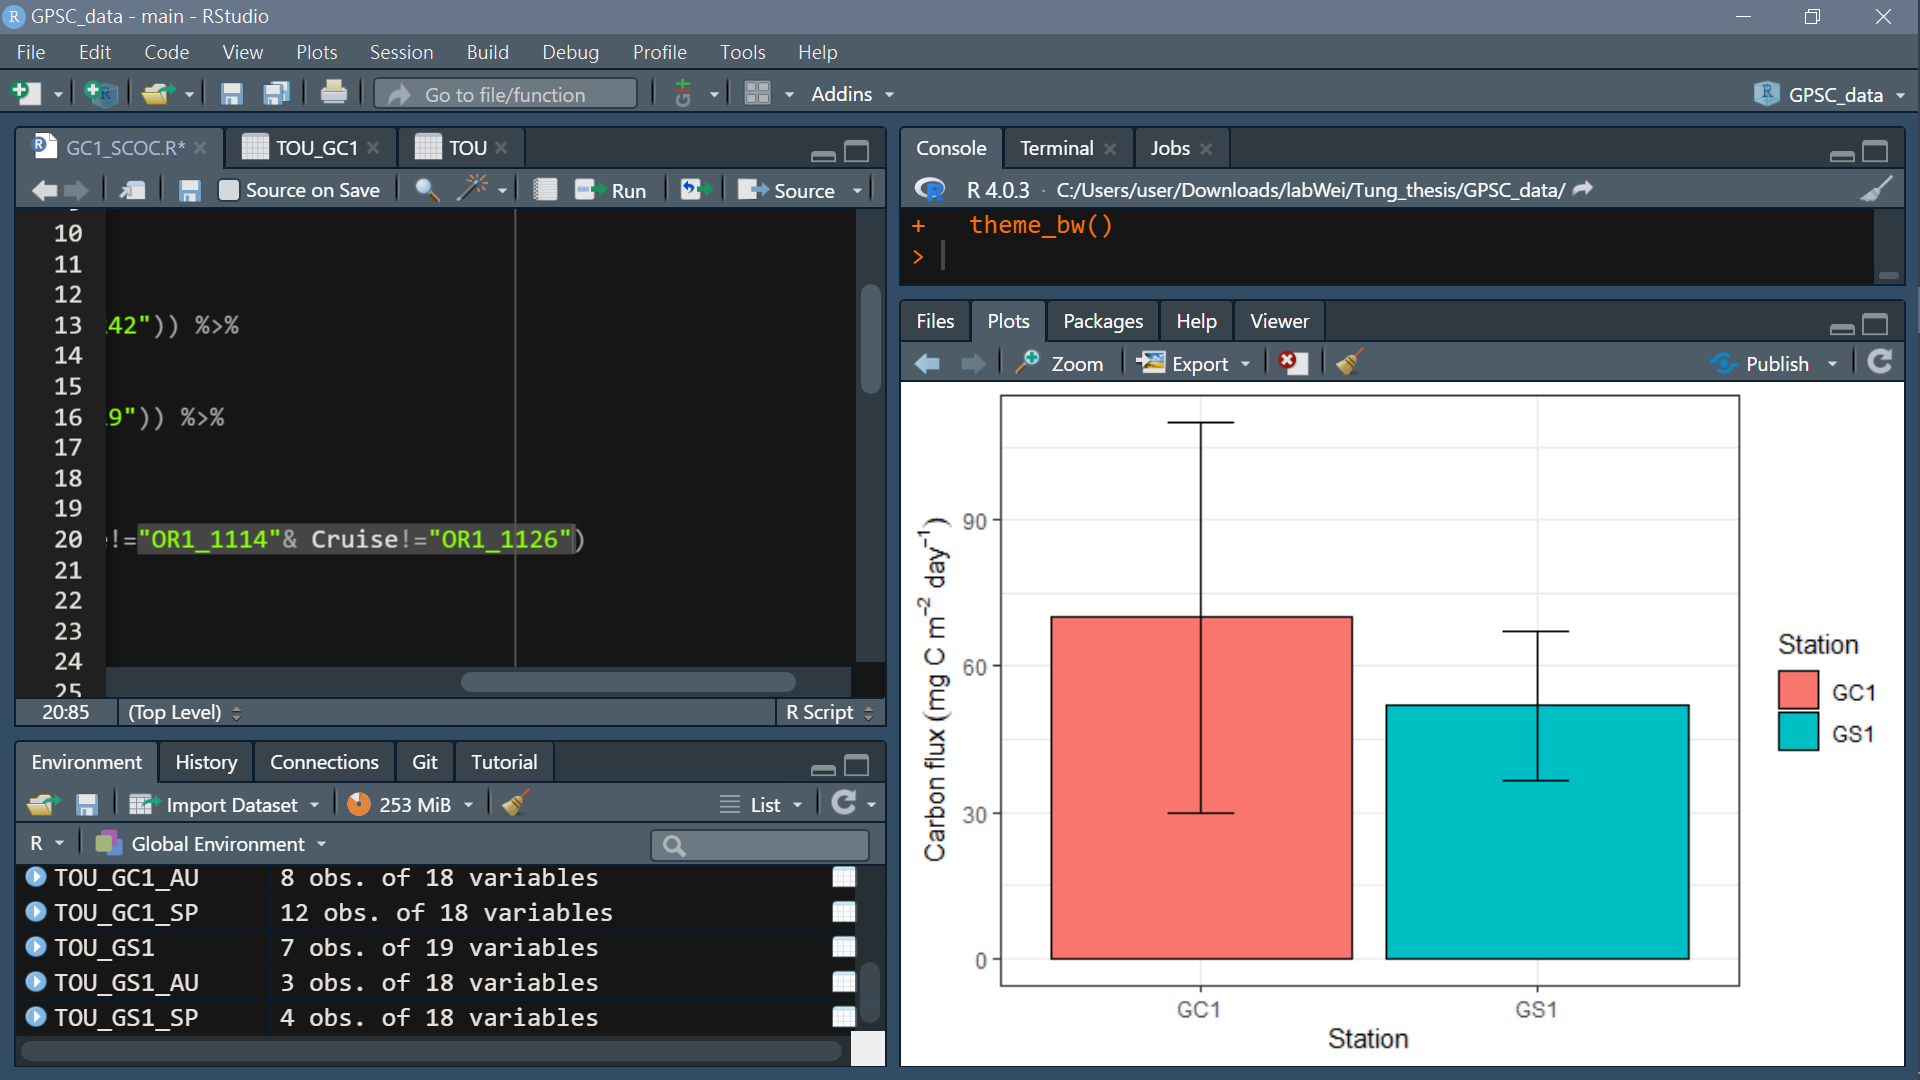 GPSC_data - main - RStudio
File Edit Code View Plots Session Build Debug Profile Tools Help
Go to file/function Addins GPSC_data
GC1_SCOC.R* TOU_GC1 TOU
Source on Save Run Source
10
11
12
13 42")) %>%
14
15
16 9")) %>%
17
18
19
20 !="OR1_1114"& Cruise!="OR1_1126")
21
22
23
24
25
20:85 (Top Level) R Script
Environment History Connections Git Tutorial
Import Dataset 253 MiB List
R Global Environment
TOU_GC1_AU 8 obs. of 18 variables
TOU_GC1_SP 12 obs. of 18 variables
TOU_GS1 7 obs. of 19 variables
TOU_GS1_AU 3 obs. of 18 variables
TOU_GS1_SP 4 obs. of 18 variables
Console Terminal Jobs
R 4.0.3 · C:/Users/user/Downloads/labWei/Tung_thesis/GPSC_data/
+ theme_bw()
>
Files Plots Packages Help Viewer
Zoom Export Publish
Carbon flux (mg C m⁻² day⁻¹)
90
60
30
0
GC1 GS1
Station
Station
GC1
GS1